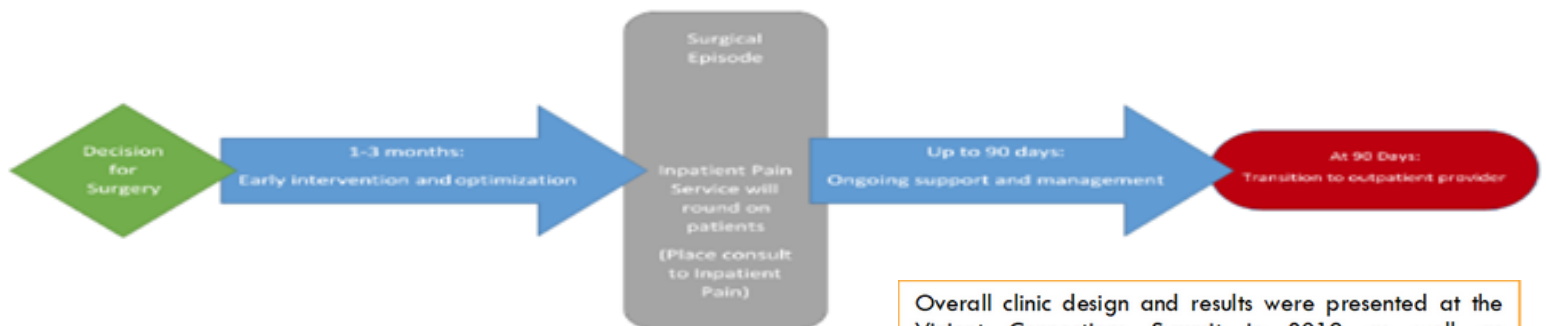 Decision
for
Surgery
1-3 months:
Early intervention and optimization
Surgical
Episode
Inpatient Pain
Service will
round on
patients
(Place consult
to Inpatient
Pain)
Up to 90 days:
Ongoing support and management
At 90 Days:
Transition to outpatient provider
Overall clinic design and results were presented at the